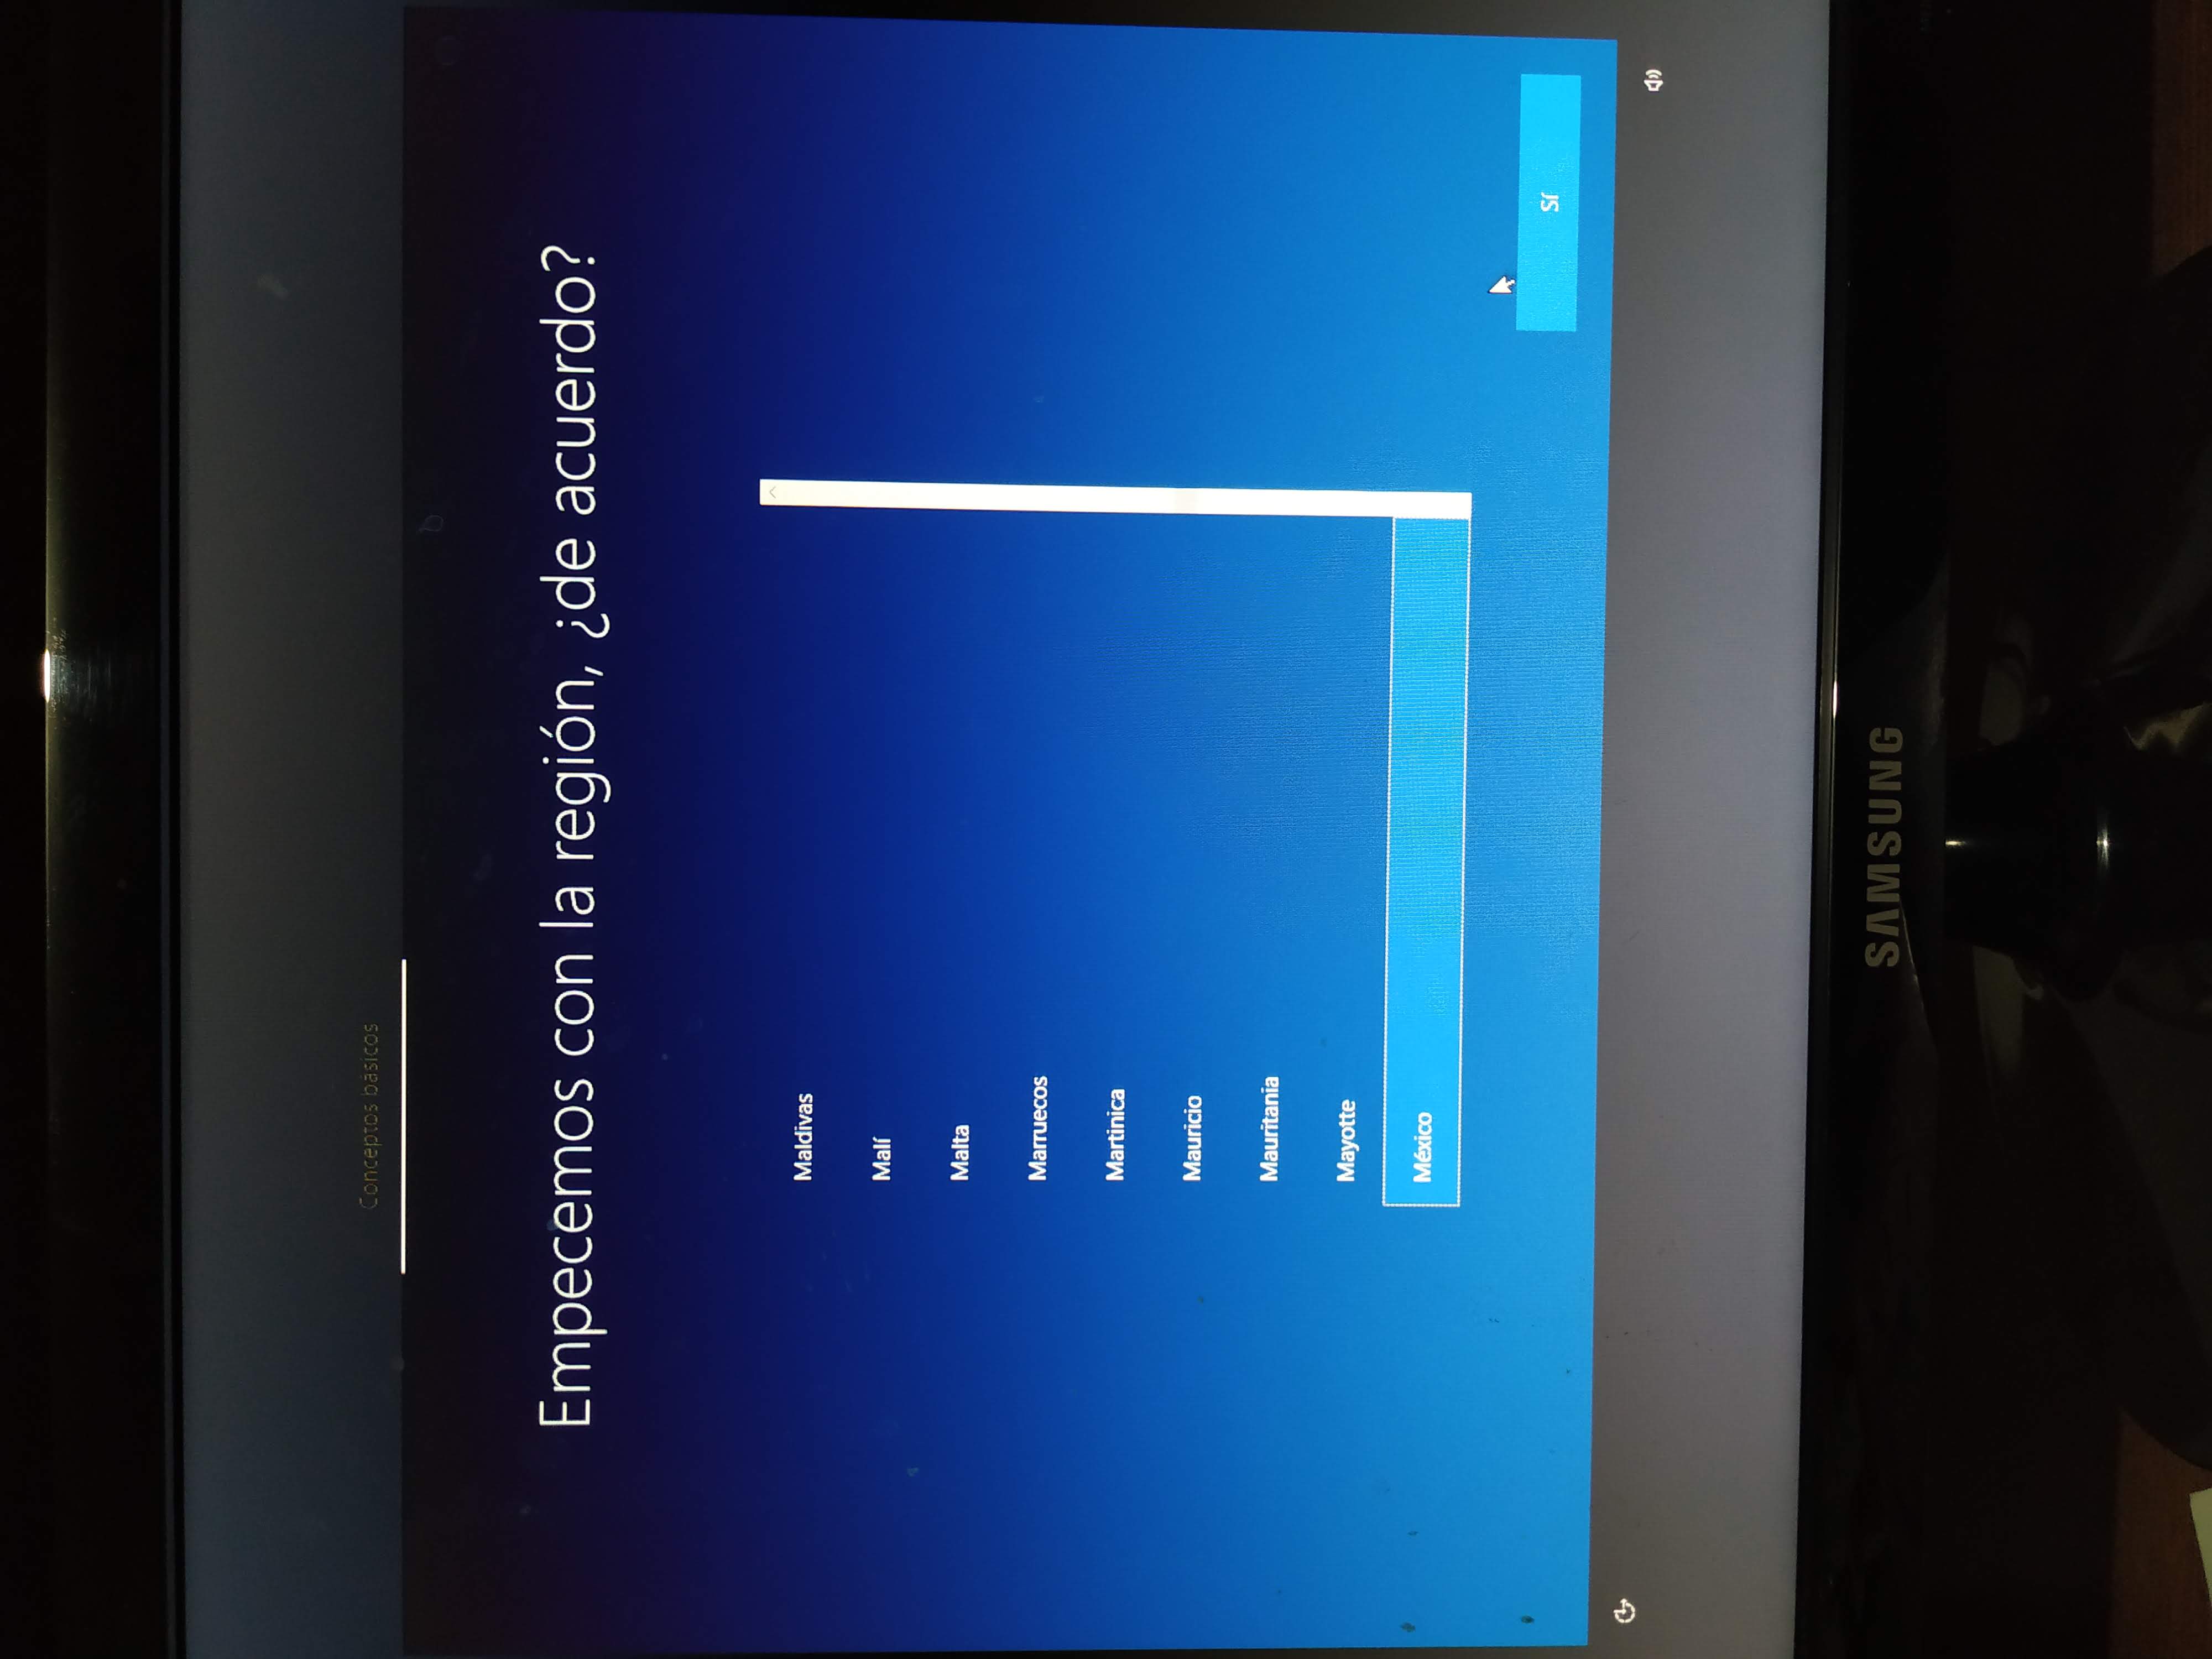 Conceptos básicos
Empecemos con la región, ¿de acuerdo?
Maldivas
Malí
Malta
Marruecos
Martinica
Mauricio
Mauritania
Mayotte
México
Sí
SAMSUNG